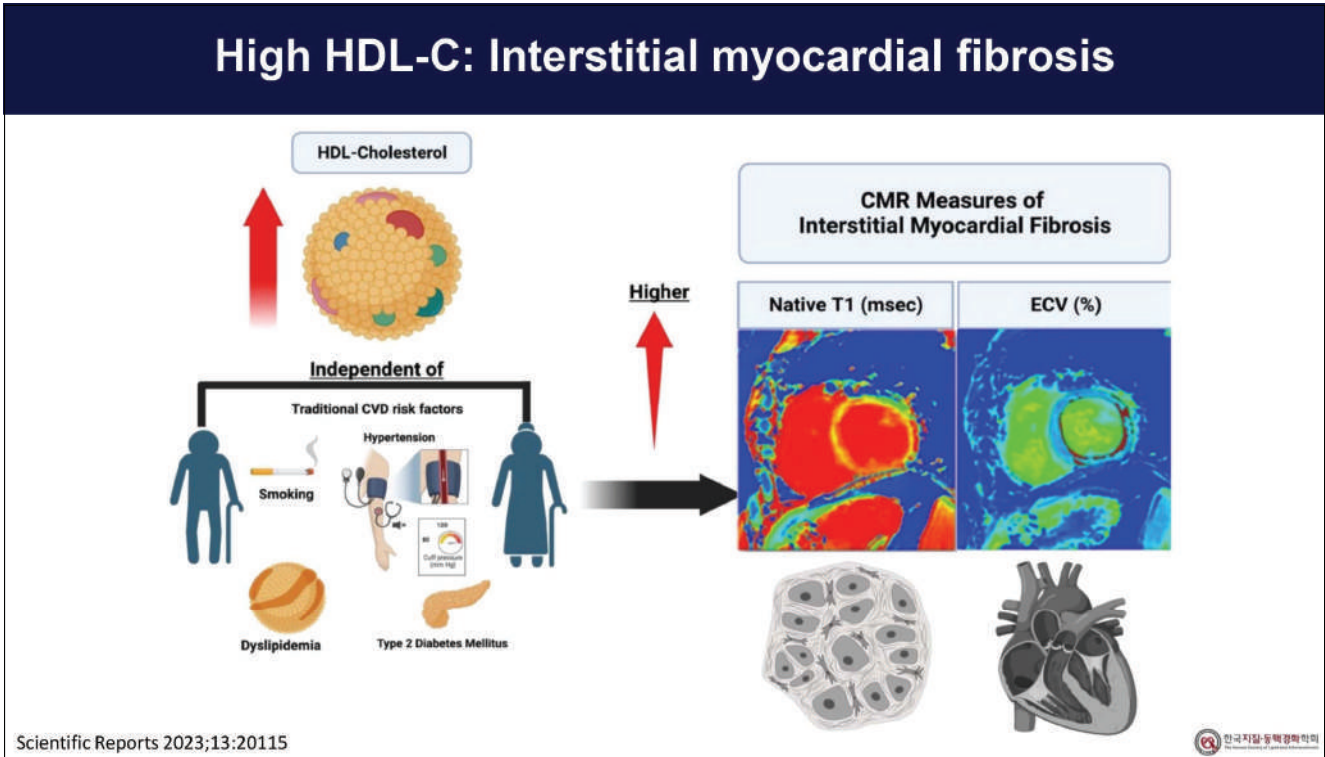 High HDL-C: Interstitial myocardial fibrosis
HDL-Cholesterol
Independent of
Traditional CVD risk factors
Smoking
Hypertension
120
80
Cuff pressure
(mm Hg)
Dyslipidemia
Type 2 Diabetes Mellitus
Higher
CMR Measures of
Interstitial Myocardial Fibrosis
Native T1 (msec)
ECV (%)
Scientific Reports 2023;13:20115
한국지질·동맥경화학회